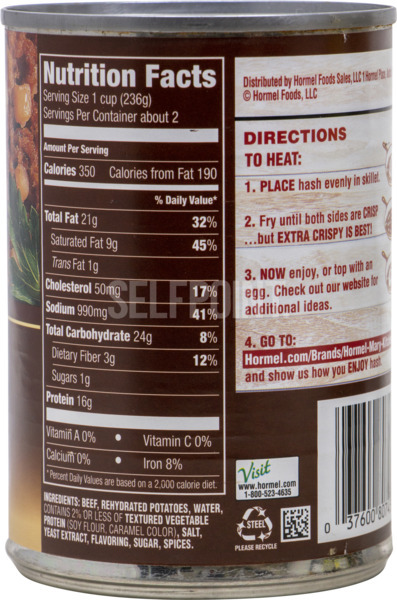 Nutrition Facts
Serving Size 1 cup (236g)
Servings Per Container about 2
Amount Per Serving
Calories 350 Calories from Fat 190
% Daily Value*
Total Fat 21g 32%
Saturated Fat 9g 45%
Trans Fat 1g
Cholesterol 50mg 17%
Sodium 990mg 41%
Total Carbohydrate 24g 8%
Dietary Fiber 3g 12%
Sugars 1g
Protein 16g
Vitamin A 0% • Vitamin C 0%
Calcium 0% • Iron 8%
*Percent Daily Values are based on a 2,000 calorie diet.
INGREDIENTS: BEEF, REHYDRATED POTATOES, WATER,
CONTAINS 2% OR LESS OF TEXTURED VEGETABLE
PROTEIN (SOY FLOUR, CARAMEL COLOR), SALT,
YEAST EXTRACT, FLAVORING, SUGAR, SPICES.
Distributed by Hormel Foods Sales, LLC 1 Hormel Place,
© Hormel Foods, LLC
DIRECTIONS
TO HEAT:
1. PLACE hash evenly in skillet.
2. Fry until both sides are CRISP
...but EXTRA CRISPY IS BEST!
3. NOW enjoy, or top with an
egg. Check out our website for
additional ideas.
4. GO TO:
Hormel.com/Brands/Hormel-Mary-K
and show us how you ENJOY hash.
Visit
www.hormel.com
1-800-523-4635
STEEL
PLEASE RECYCLE
0 37600 80